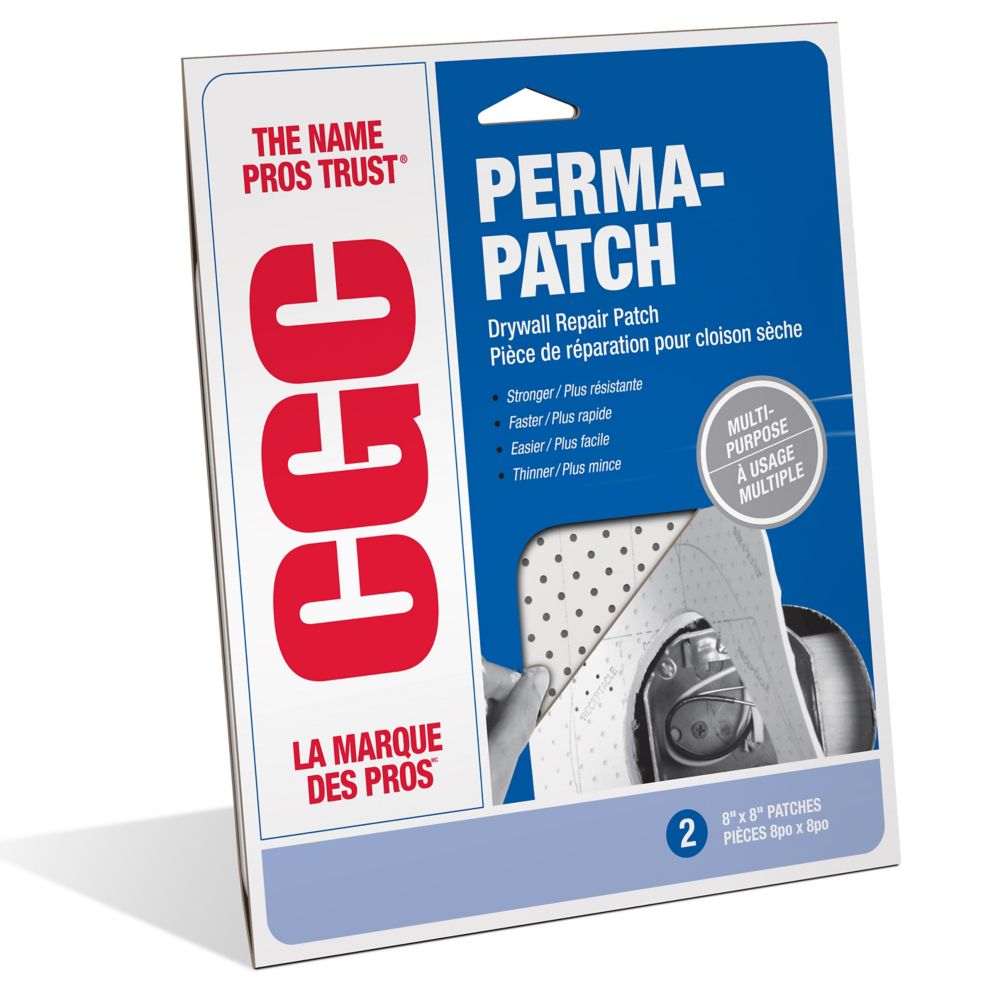 THE NAME
PROS TRUST®
CGC
LA MARQUE
DES PROS MC
PERMA-
PATCH
Drywall Repair Patch
Pièce de réparation pour cloison sèche
• Stronger / Plus résistante
• Faster / Plus rapide
• Easier / Plus facile
• Thinner / Plus mince
MULTI-
PURPOSE
À USAGE
MULTIPLE
RECEPTACLE
2
8" x 8" PATCHES
PIÈCES 8po x 8po